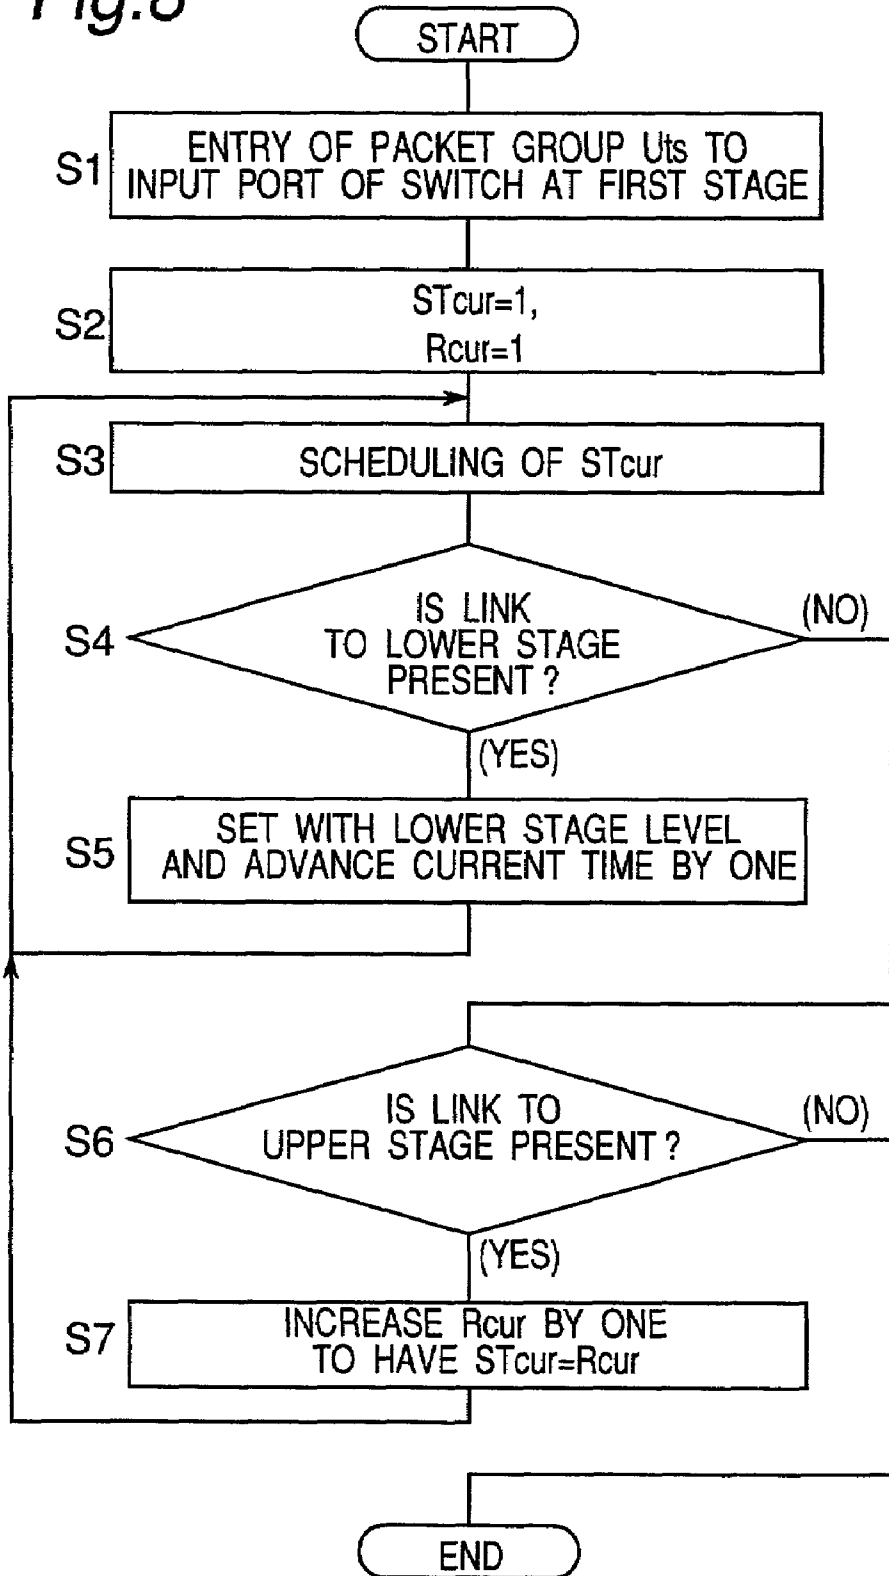 START
S1
ENTRY OF PACKET GROUP Uts TO
INPUT PORT OF SWITCH AT FIRST STAGE
S2
STcur=1,
Rcur=1
S3
SCHEDULING OF STcur
S4
IS LINK
TO LOWER STAGE
PRESENT ?
(NO)
(YES)
S5
SET WITH LOWER STAGE LEVEL
AND ADVANCE CURRENT TIME BY ONE
S6
IS LINK TO
UPPER STAGE PRESENT ?
(NO)
(YES)
S7
INCREASE Rcur BY ONE
TO HAVE STcur=Rcur
END